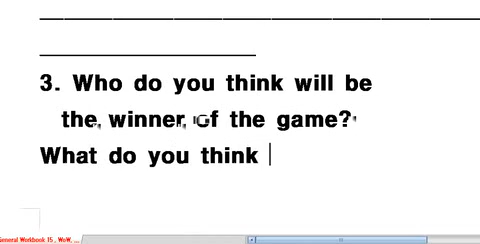 3. Who do you think will be
the, winner, of the game?
What do you think
General Workbook 15 , WoW, ...